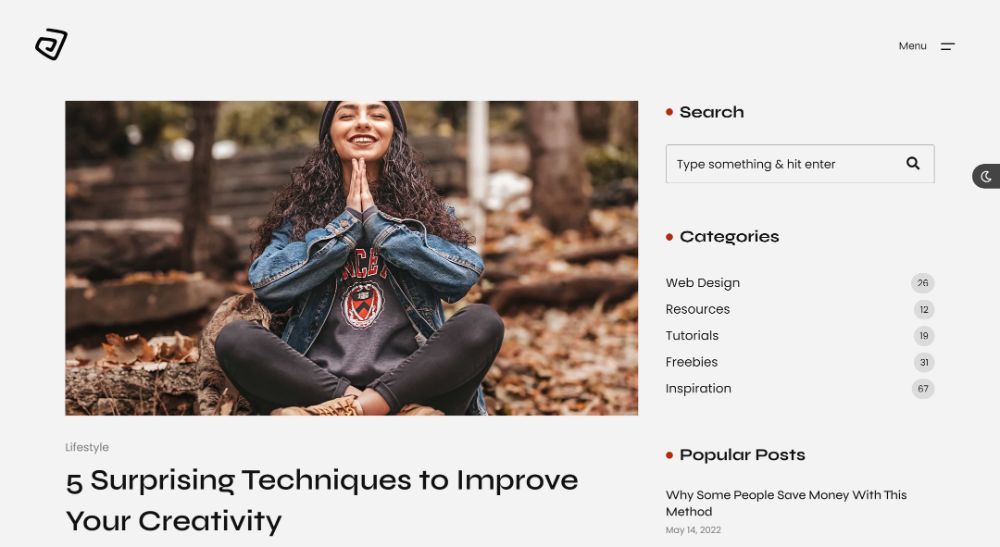 Menu
Search
Type something & hit enter
Categories
Web Design 26
Resources 12
Tutorials 19
Freebies 31
Inspiration 67
Lifestyle
5 Surprising Techniques to Improve
Your Creativity
Popular Posts
Why Some People Save Money With This
Method
May 14, 2022